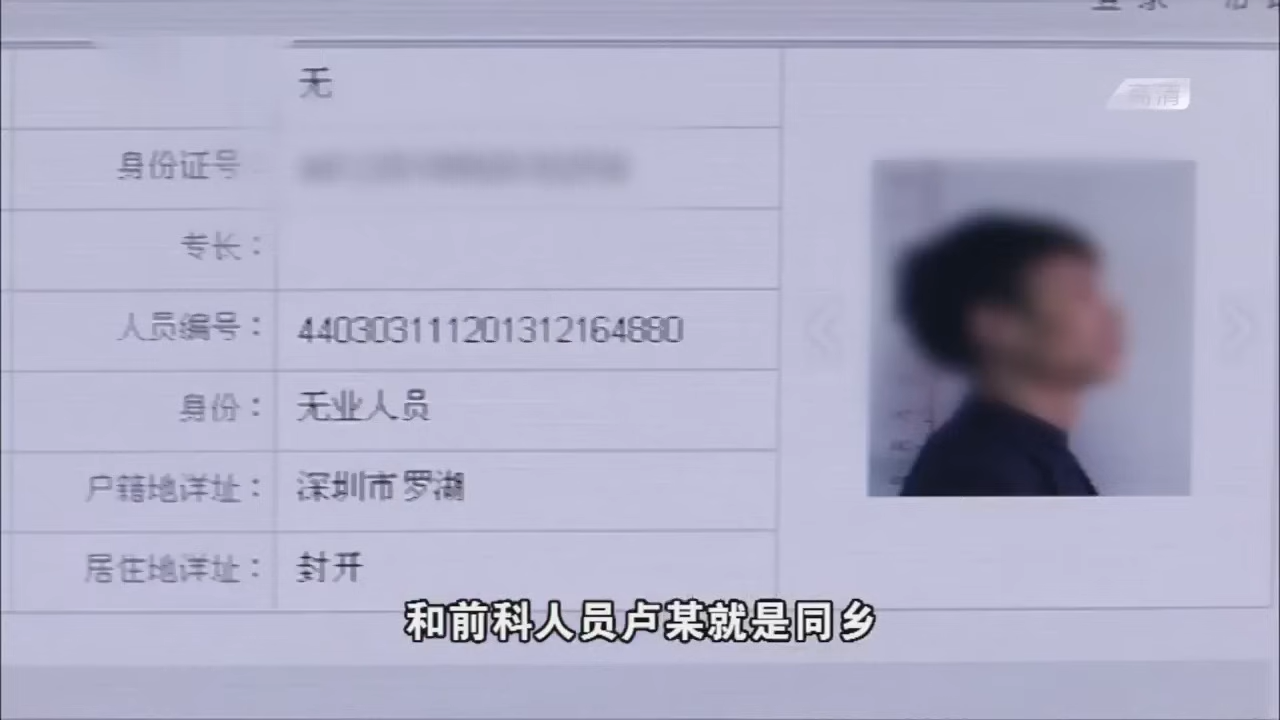 高清
无
身份证号：
专长：
人员编号： 440303111201312164880
身份： 无业人员
户籍地详址： 深圳市罗湖
居住地详址： 封开
和前科人员卢某就是同乡